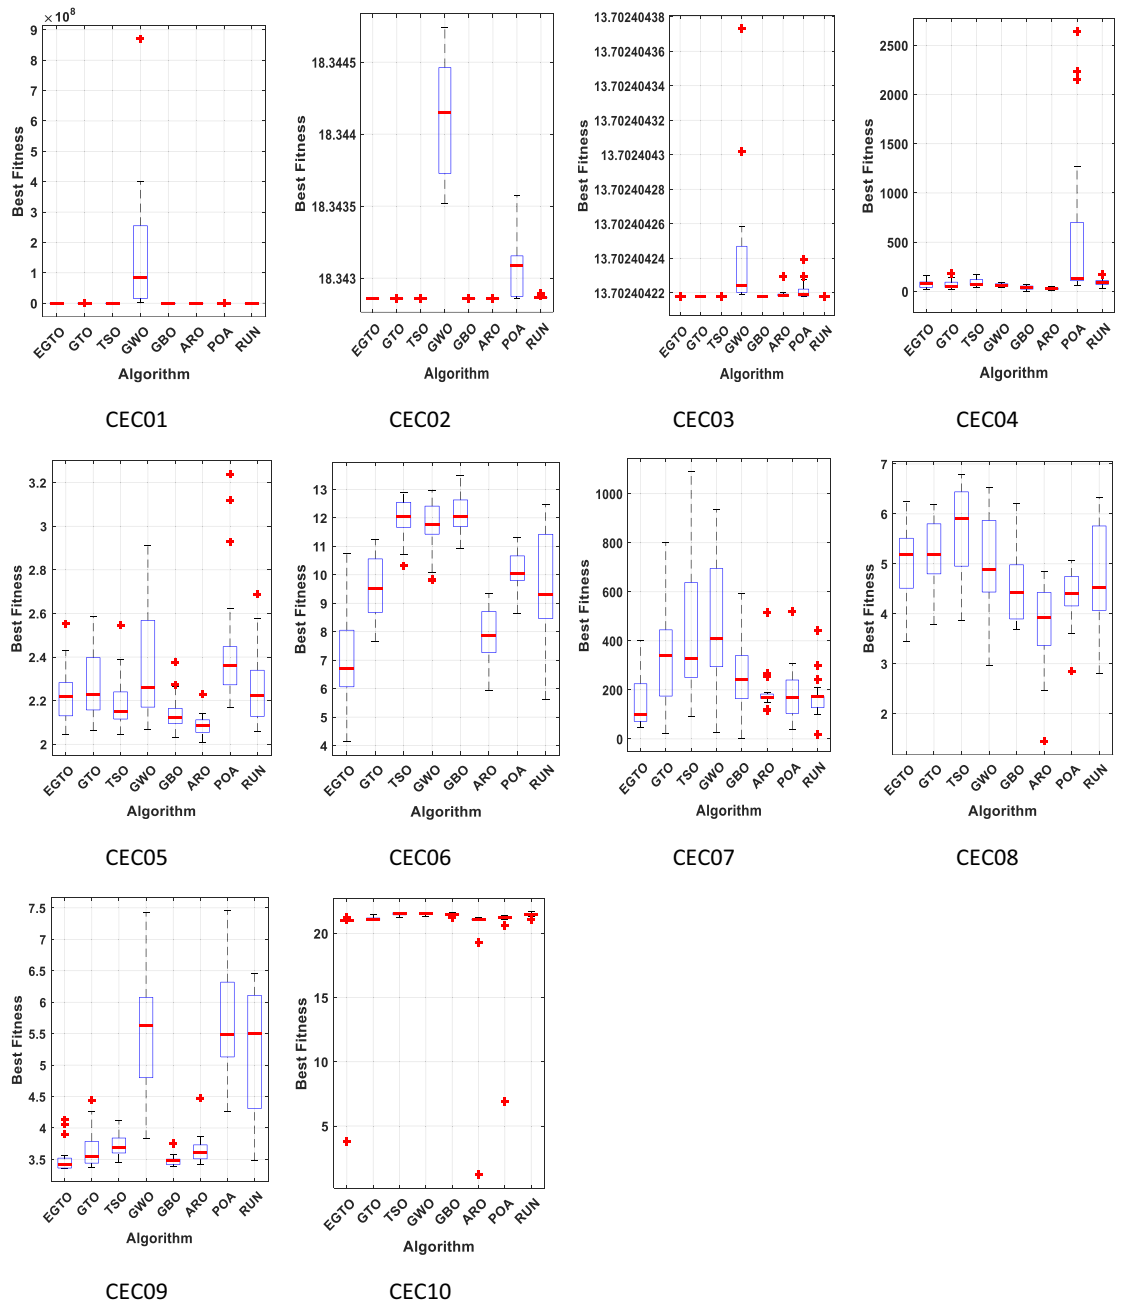 ×10⁸
9
8
7
6
5
4
3
2
1
0
Best Fitness
EGTO GTO TSO GWO GBO ARO POA RUN
Algorithm
CEC01
18.3445
18.344
18.3435
18.343
Best Fitness
EGTO GTO TSO GWO GBO ARO POA RUN
Algorithm
CEC02
13.70240438
13.70240436
13.70240434
13.70240432
13.7024043
13.70240428
13.70240426
13.70240424
13.70240422
Best Fitness
EGTO GTO TSO GWO GBO ARO POA RUN
Algorithm
CEC03
2500
2000
1500
1000
500
0
Best Fitness
EGTO GTO TSO GWO GBO ARO POA RUN
Algorithm
CEC04
3.2
3
2.8
2.6
2.4
2.2
2
Best Fitness
EGTO GTO TSO GWO GBO ARO POA RUN
Algorithm
CEC05
13
12
11
10
9
8
7
6
5
4
Best Fitness
EGTO GTO TSO GWO GBO ARO POA RUN
Algorithm
CEC06
1000
800
600
400
200
0
Best Fitness
EGTO GTO TSO GWO GBO ARO POA RUN
Algorithm
CEC07
7
6
5
4
3
2
Best Fitness
EGTO GTO TSO GWO GBO ARO POA RUN
Algorithm
CEC08
7.5
7
6.5
6
5.5
5
4.5
4
3.5
Best Fitness
EGTO GTO TSO GWO GBO ARO POA RUN
Algorithm
CEC09
20
15
10
5
Best Fitness
EGTO GTO TSO GWO GBO ARO POA RUN
Algorithm
CEC10